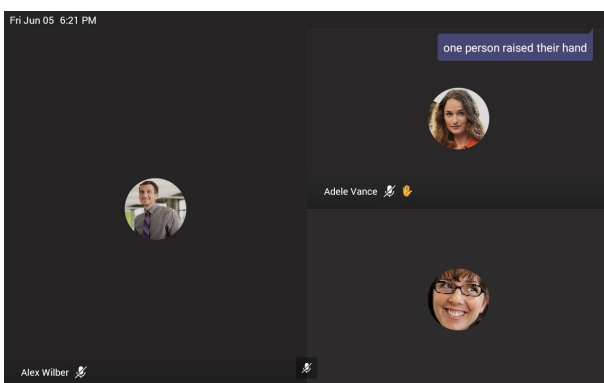 Fri Jun 05 6:21 PM
one person raised their hand
Adele Vance
Alex Wilber